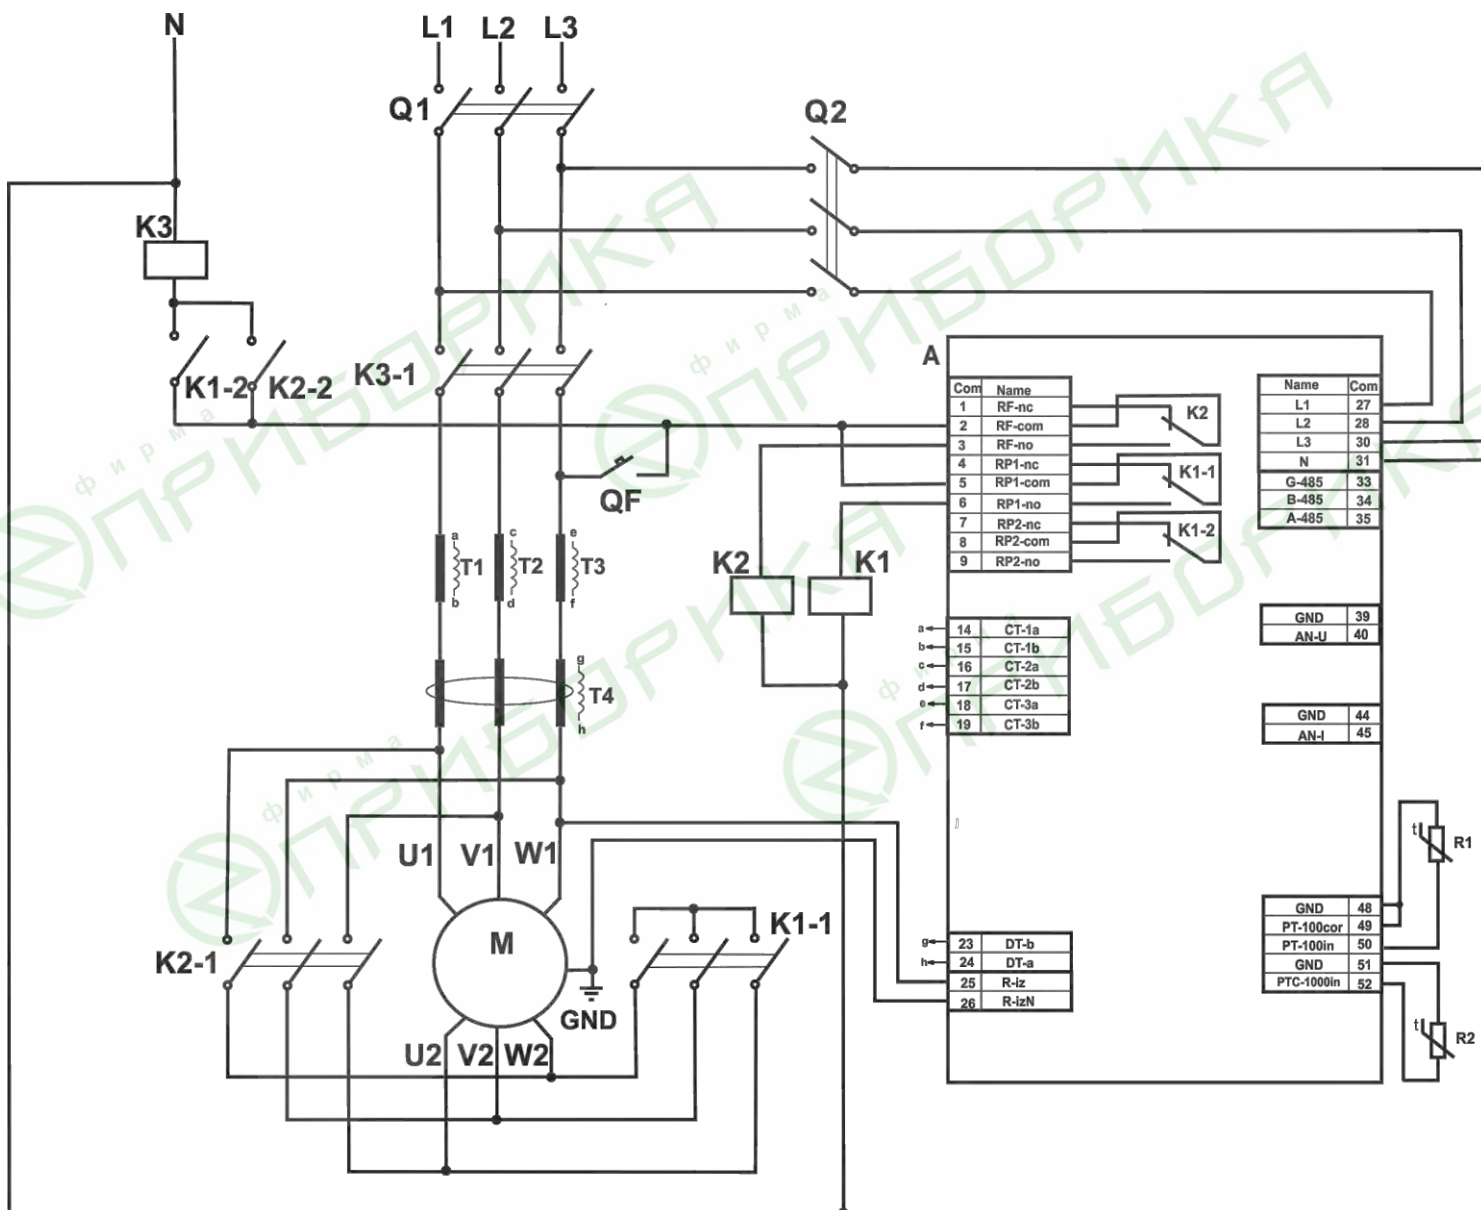 N
L1 L2 L3
Q1
Q2
K3
K3-1
K1-2 K2-2
A
QF
Com Name
1 RF-nc
2 RF-com
3 RF-no
4 RP1-nc
5 RP1-com
6 RP1-no
7 RP2-nc
8 RP2-com
9 RP2-no
K2
K1-1
K1-2
Name Com
L1 27
L2 28
L3 30
N 31
G-485 33
B-485 34
A-485 35
a c e
T1 T2 T3
b d f
K2 K1
g
T4
h
a 14 CT-1a
b 15 CT-1b
c 16 CT-2a
d 17 CT-2b
e 18 CT-3a
f 19 CT-3b
GND 39
AN-U 40
GND 44
AN-I 45
U1 V1 W1
t R1
M
K2-1
K1-1
GND
GND 48
PT-100cor 49
PT-100in 50
GND 51
PTC-1000in 52
g 23 DT-b
h 24 DT-a
25 R-iz
26 R-izN
U2 V2 W2
t R2
фирма
ПРИБОРИКА
фирма
ПРИБОРИКА
фирма
ПРИБОРИКА
фирма
ПРИБОРИКА